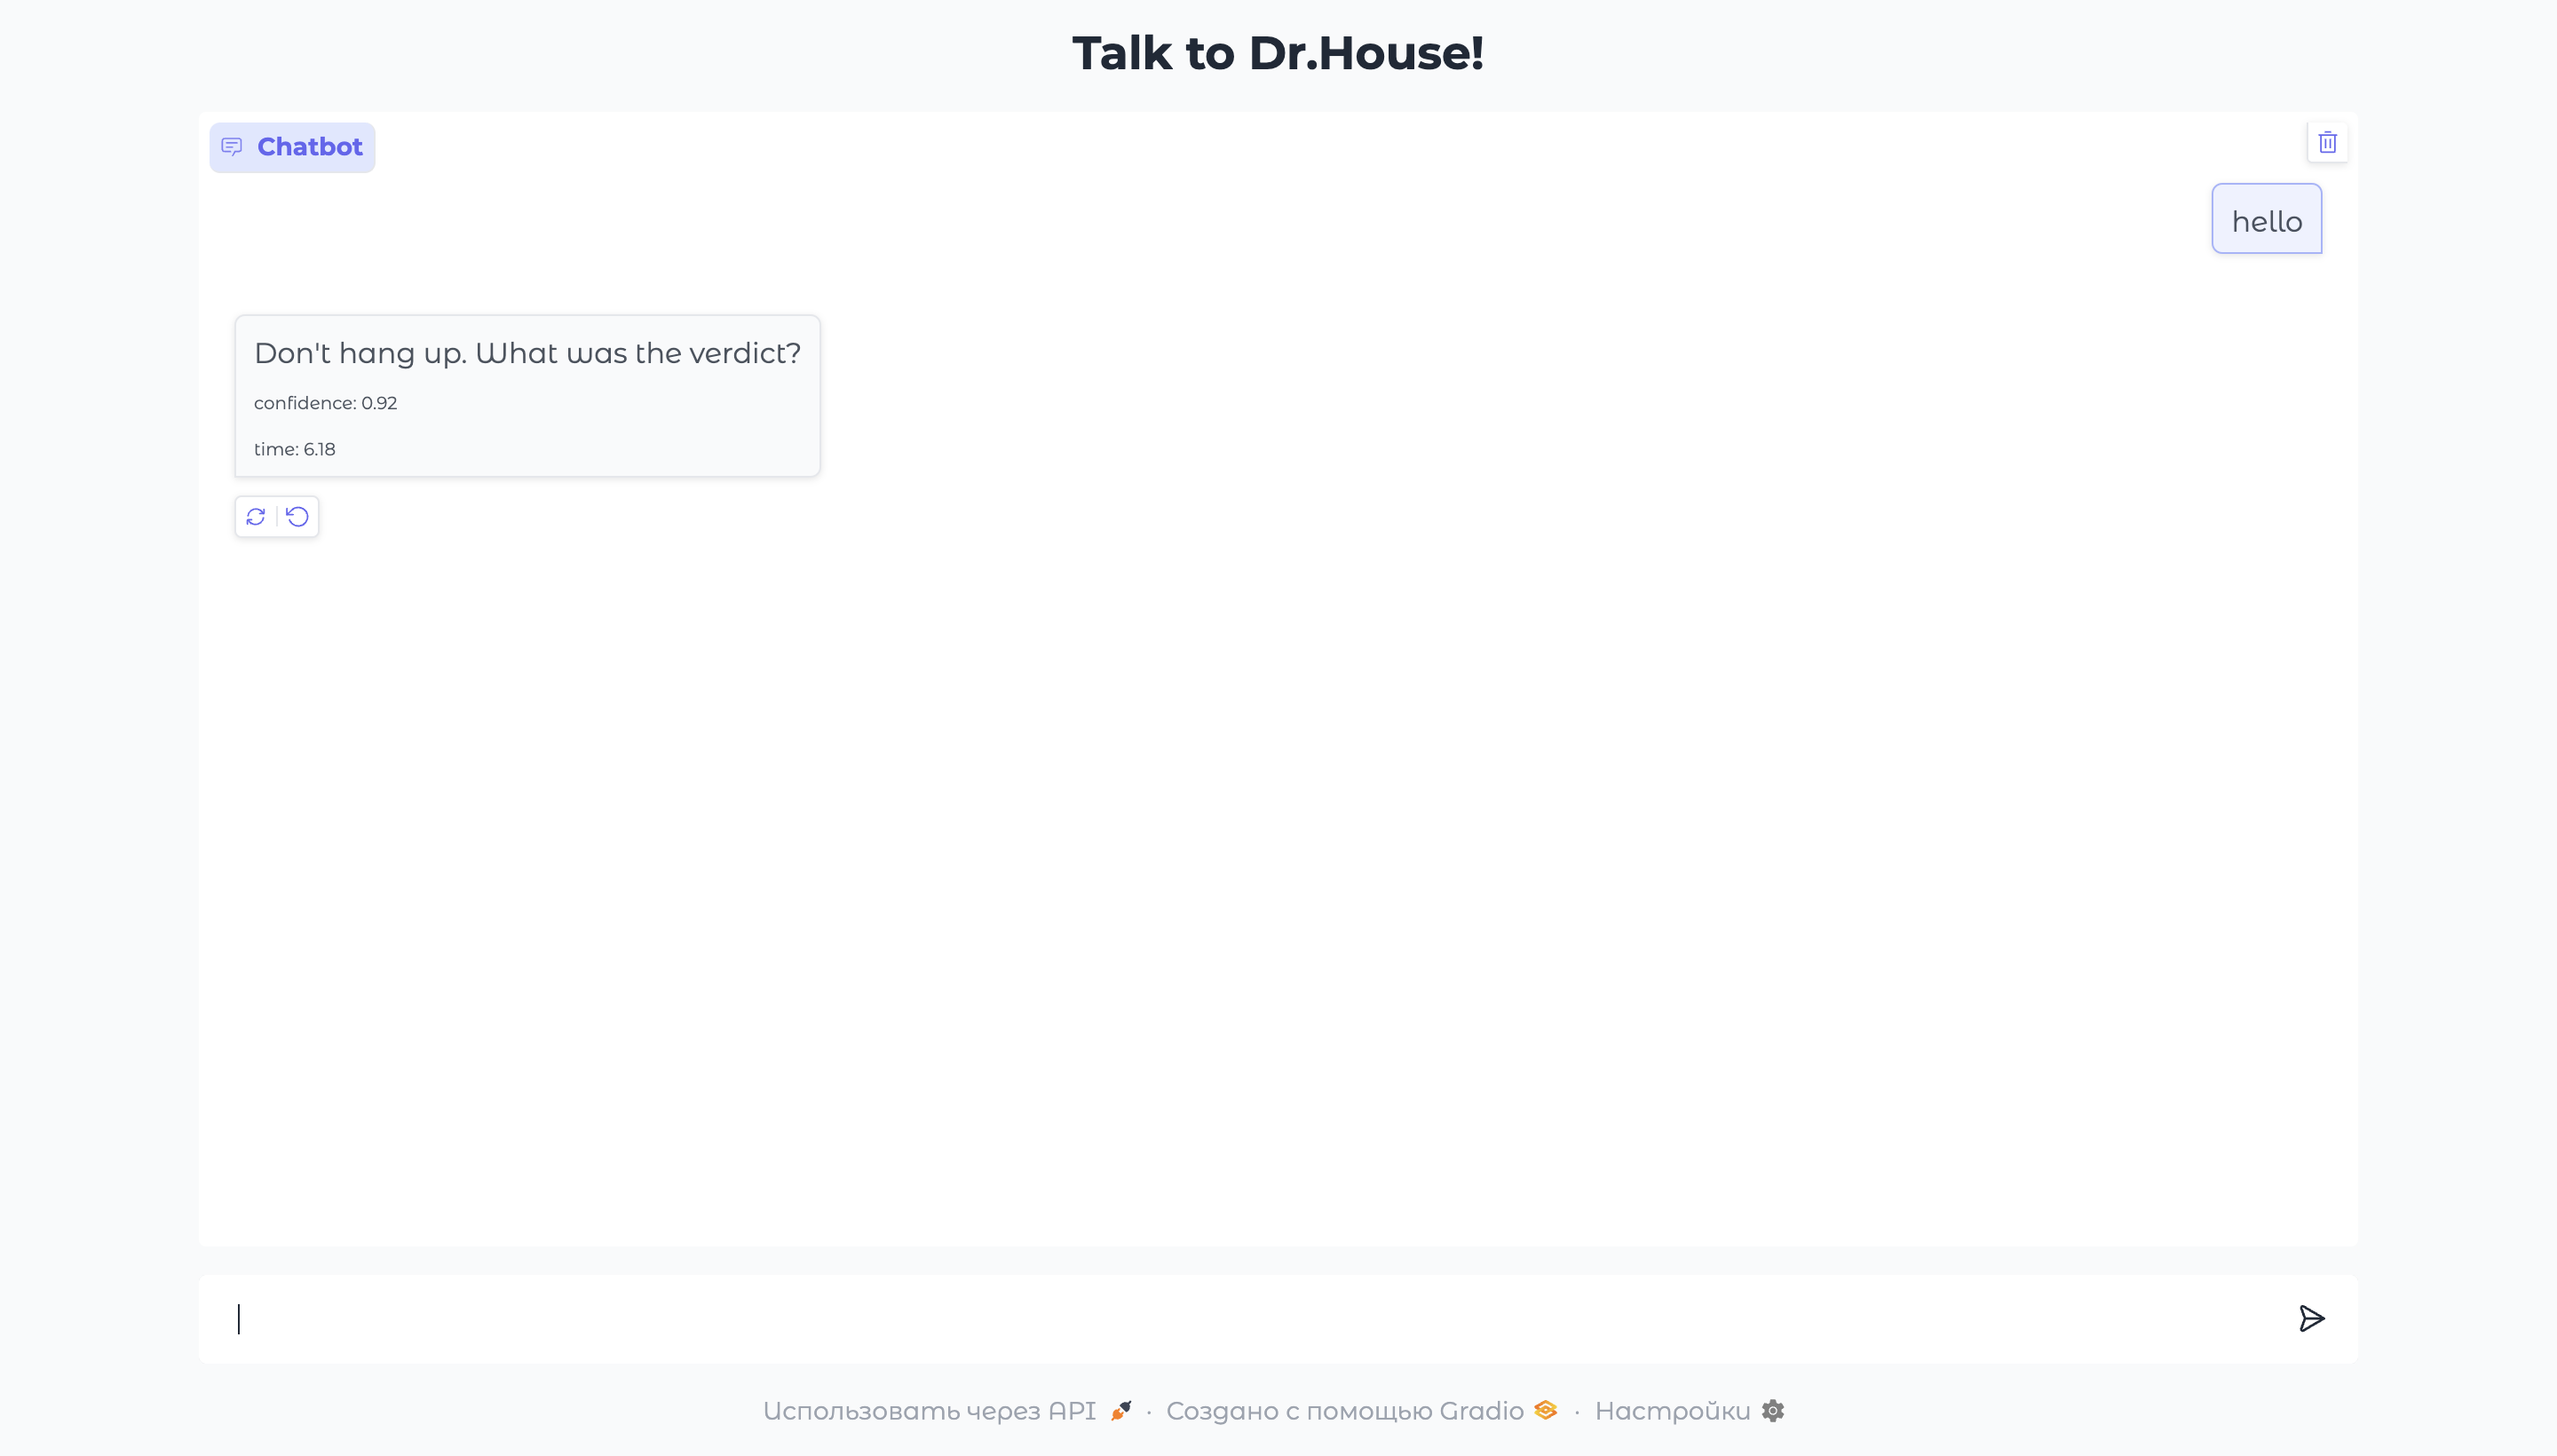 Talk to Dr.House!
Chatbot
hello
Don't hang up. What was the verdict?
confidence: 0.92
time: 6.18
Использовать через API · Создано с помощью Gradio · Настройки